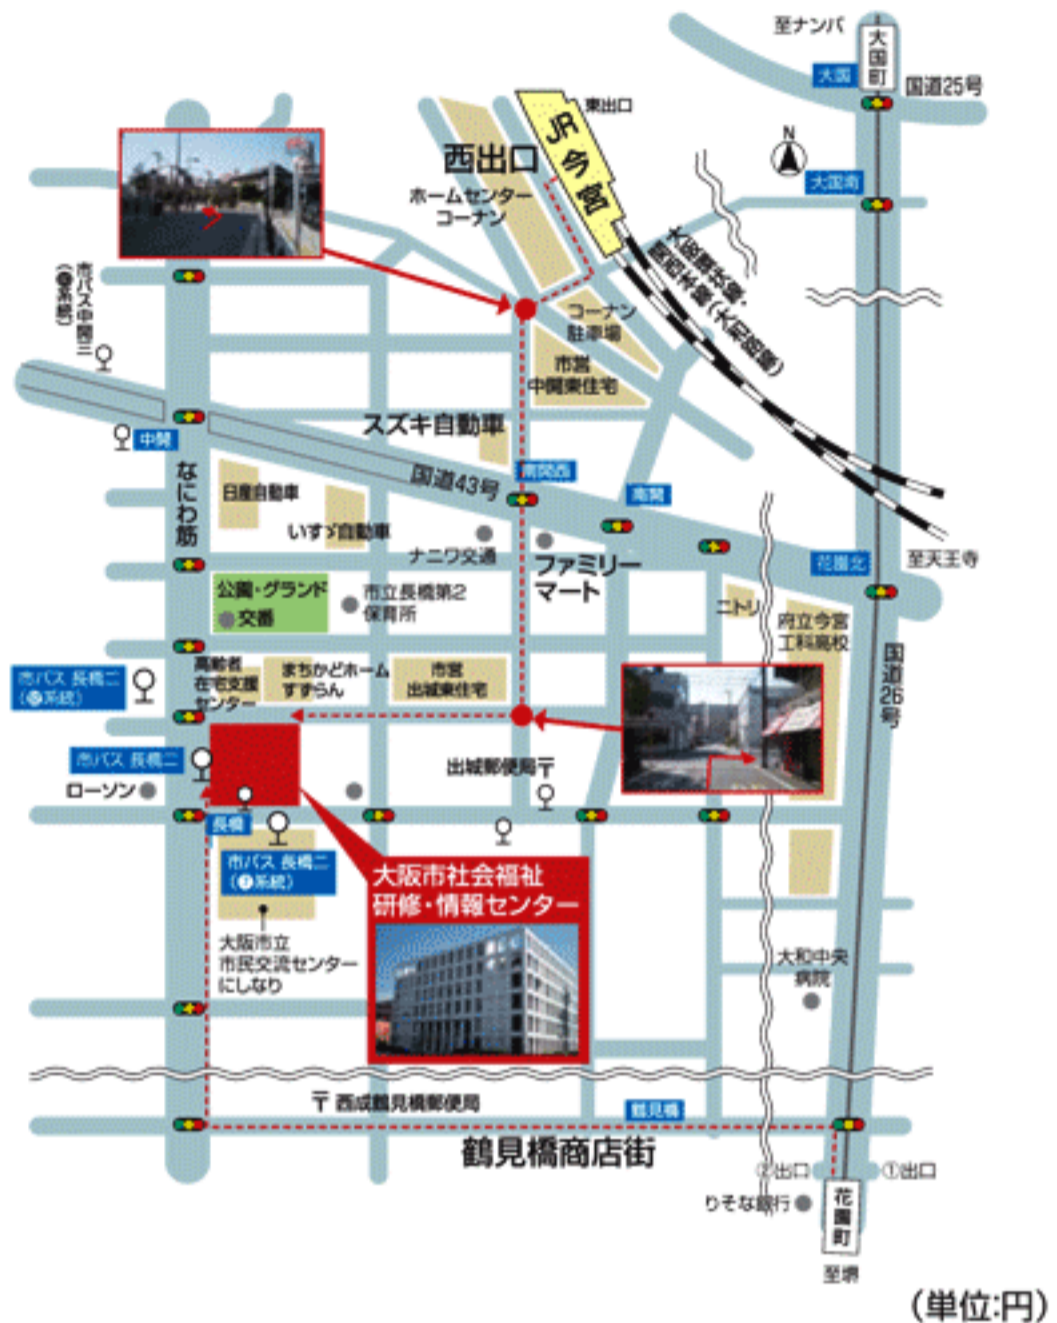 至ナンバ
大国町
大国
国道25号
東出口
JR今宮
西出口
N
ホームセンター
コーナン
大国南
市バス中開三
コーナン
駐車場
市営
中開東住宅
スズキ自動車
中開
南開西
国道43号
南開
なにわ筋
日産自動車
いすゞ自動車
ナニワ交通
ファミリー
マート
花園北
至天王寺
公園・グランド
交番
市立長橋第2
保育所
ニトリ
府立今宮
工科高校
国道26号
高齢者
在宅支援
センター
まちかどホーム
すずらん
市営
出城東住宅
市バス 長橋二
市バス 長橋二
ローソン
出城郵便局〒
長橋
市バス 長橋二
大阪市社会福祉
研修・情報センター
大阪市立
市民交流センター
にしなり
大和中央
病院
〒 西成鶴見橋郵便局
鶴見橋
鶴見橋商店街
②出口
①出口
りそな銀行
花園町
至堺
(単位:円)